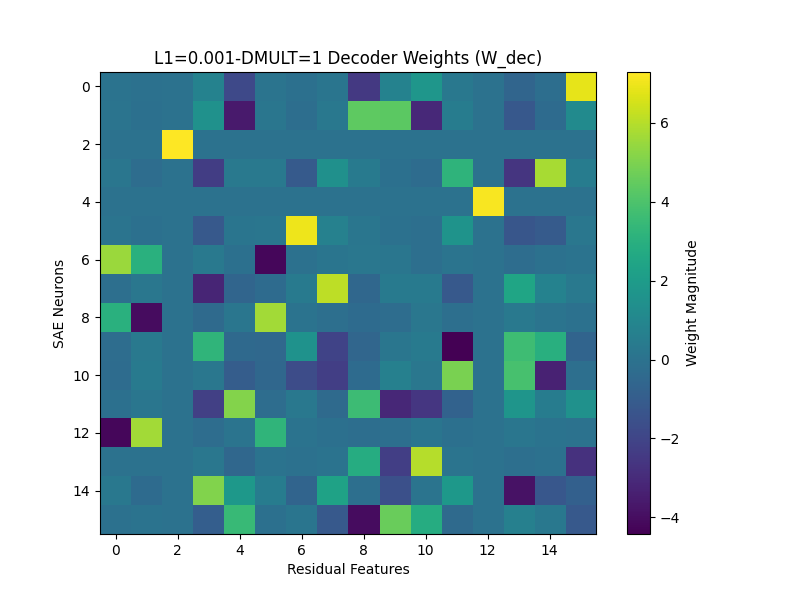 L1=0.001-DMULT=1 Decoder Weights (W_dec)
0
2
4
6
8
10
12
14
SAE Neurons
0 2 4 6 8 10 12 14
Residual Features
6
4
2
0
−2
−4
Weight Magnitude